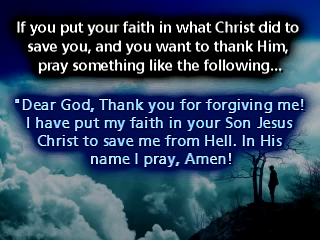 If you put your faith in what Christ did to
save you, and you want to thank Him,
pray something like the following...
"Dear God, Thank you for forgiving me!
I have put my faith in your Son Jesus
Christ to save me from Hell. In His
name I pray, Amen!